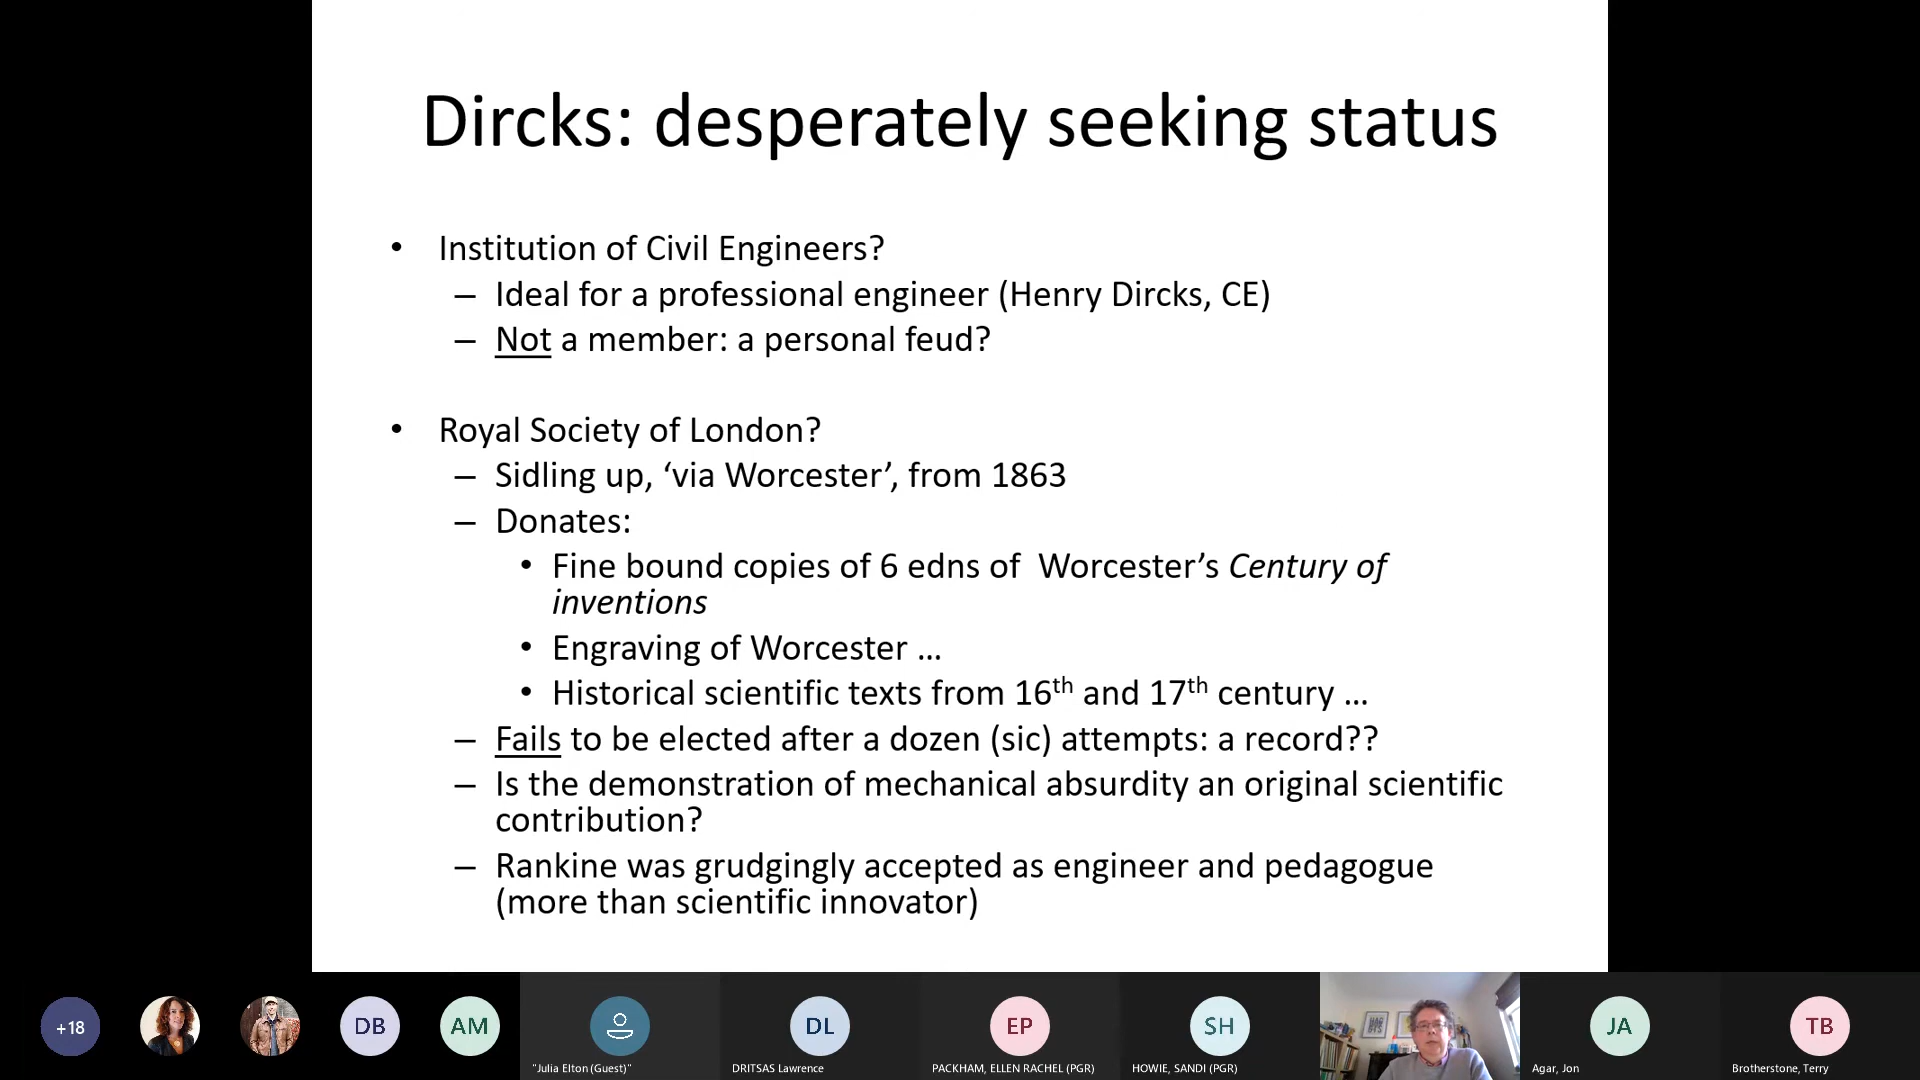 Dircks: desperately seeking status
• Institution of Civil Engineers?
– Ideal for a professional engineer (Henry Dircks, CE)
– Not a member: a personal feud?
• Royal Society of London?
– Sidling up, ‘via Worcester’, from 1863
– Donates:
• Fine bound copies of 6 edns of Worcester’s Century of
inventions
• Engraving of Worcester ...
• Historical scientific texts from 16th and 17th century ...
– Fails to be elected after a dozen (sic) attempts: a record??
– Is the demonstration of mechanical absurdity an original scientific
contribution?
– Rankine was grudgingly accepted as engineer and pedagogue
(more than scientific innovator)
+18
DB
AM
DL
EP
SH
JA
TB
"Julia Elton (Guest)"
DRITSAS Lawrence
PACKHAM, ELLEN RACHEL (PGR)
HOWIE, SANDI (PGR)
Agar, Jon
Brotherstone, Terry